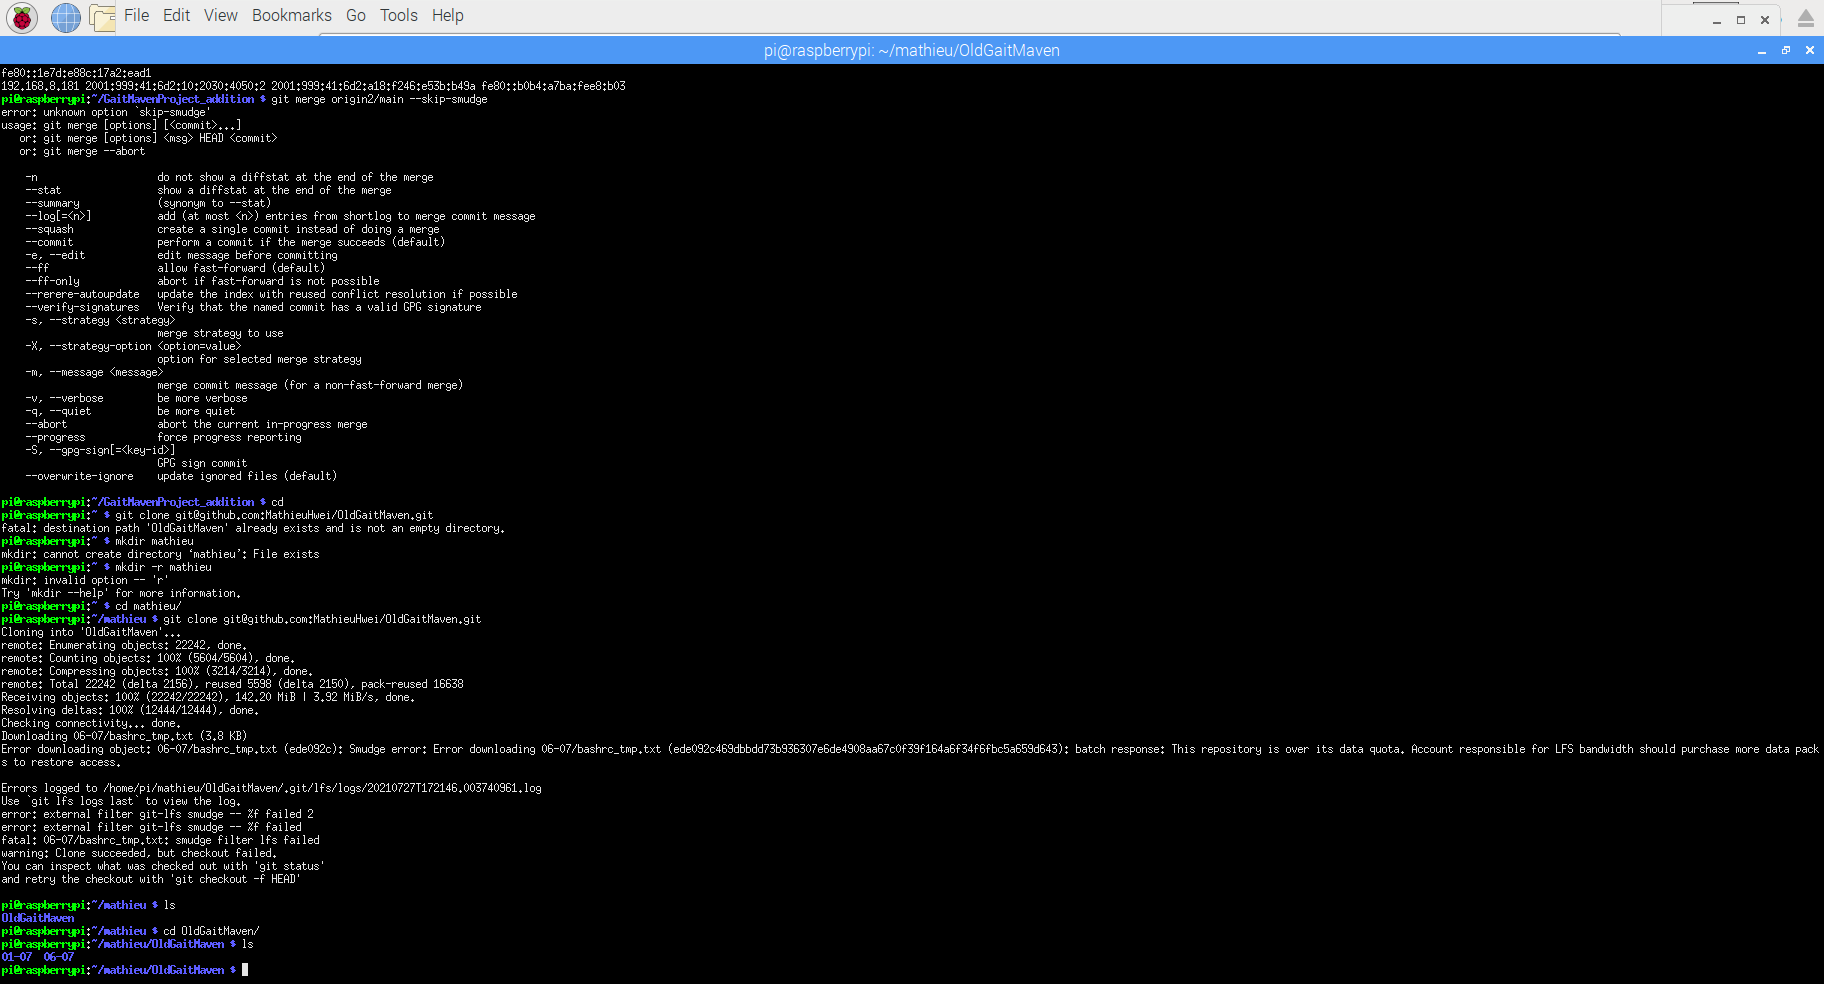 File Edit View Bookmarks Go Tools Help
pi@raspberrypi: ~/mathieu/OldGaitMaven
fe80::1e7d:e88c:17a2:ead1
192.168.8.181 2001:999:41:6d2:10:2030:4050:2 2001:999:41:6d2:a18:f246:e53b:b49a fe80::b0b4:a7ba:fee8:b03
pi@raspberrypi:~/GaitMavenProject_addition $ git merge origin2/main --skip-smudge
error: unknown option `skip-smudge'
usage: git merge [options] [<commit>...]
   or: git merge [options] <msg> HEAD <commit>
   or: git merge --abort
    -n                    do not show a diffstat at the end of the merge
    --stat                show a diffstat at the end of the merge
    --summary             (synonym to --stat)
    --log[=<n>]           add (at most <n>) entries from shortlog to merge commit message
    --squash              create a single commit instead of doing a merge
    --commit              perform a commit if the merge succeeds (default)
    -e, --edit            edit message before committing
    --ff                  allow fast-forward (default)
    --ff-only             abort if fast-forward is not possible
    --rerere-autoupdate   update the index with reused conflict resolution if possible
    --verify-signatures   Verify that the named commit has a valid GPG signature
    -s, --strategy <strategy>
                          merge strategy to use
    -X, --strategy-option <option=value>
                          option for selected merge strategy
    -m, --message <message>
                          merge commit message (for a non-fast-forward merge)
    -v, --verbose         be more verbose
    -q, --quiet           be more quiet
    --abort               abort the current in-progress merge
    --progress            force progress reporting
    -S, --gpg-sign[=<key-id>]
                          GPG sign commit
    --overwrite-ignore    update ignored files (default)
pi@raspberrypi:~/GaitMavenProject_addition $ cd
pi@raspberrypi:~ $ git clone git@github.com:MathieuHwei/OldGaitMaven.git
fatal: destination path 'OldGaitMaven' already exists and is not an empty directory.
pi@raspberrypi:~ $ mkdir mathieu
mkdir: cannot create directory ‘mathieu’: File exists
pi@raspberrypi:~ $ mkdir -r mathieu
mkdir: invalid option -- 'r'
Try 'mkdir --help' for more information.
pi@raspberrypi:~ $ cd mathieu/
pi@raspberrypi:~/mathieu $ git clone git@github.com:MathieuHwei/OldGaitMaven.git
Cloning into 'OldGaitMaven'...
remote: Enumerating objects: 22242, done.
remote: Counting objects: 100% (5604/5604), done.
remote: Compressing objects: 100% (3214/3214), done.
remote: Total 22242 (delta 2156), reused 5598 (delta 2150), pack-reused 16638
Receiving objects: 100% (22242/22242), 142.20 MiB | 3.92 MiB/s, done.
Resolving deltas: 100% (12444/12444), done.
Checking connectivity... done.
Downloading 06-07/bashrc_tmp.txt (3.8 KB)
Error downloading object: 06-07/bashrc_tmp.txt (ede092c): Smudge error: Error downloading 06-07/bashrc_tmp.txt (ede092c469dbbdd73b936307e6de4908aa67c0f39f164a6f34f6fbc5a659d643): batch response: This repository is over its data quota. Account responsible for LFS bandwidth should purchase more data pack
s to restore access.
Errors logged to /home/pi/mathieu/OldGaitMaven/.git/lfs/logs/20210727T172146.003740961.log
Use `git lfs logs last` to view the log.
error: external filter git-lfs smudge -- %f failed 2
error: external filter git-lfs smudge -- %f failed
fatal: 06-07/bashrc_tmp.txt: smudge filter lfs failed
warning: Clone succeeded, but checkout failed.
You can inspect what was checked out with 'git status'
and retry the checkout with 'git checkout -f HEAD'
pi@raspberrypi:~/mathieu $ ls
OldGaitMaven
pi@raspberrypi:~/mathieu $ cd OldGaitMaven/
pi@raspberrypi:~/mathieu/OldGaitMaven $ ls
01-07  06-07
pi@raspberrypi:~/mathieu/OldGaitMaven $